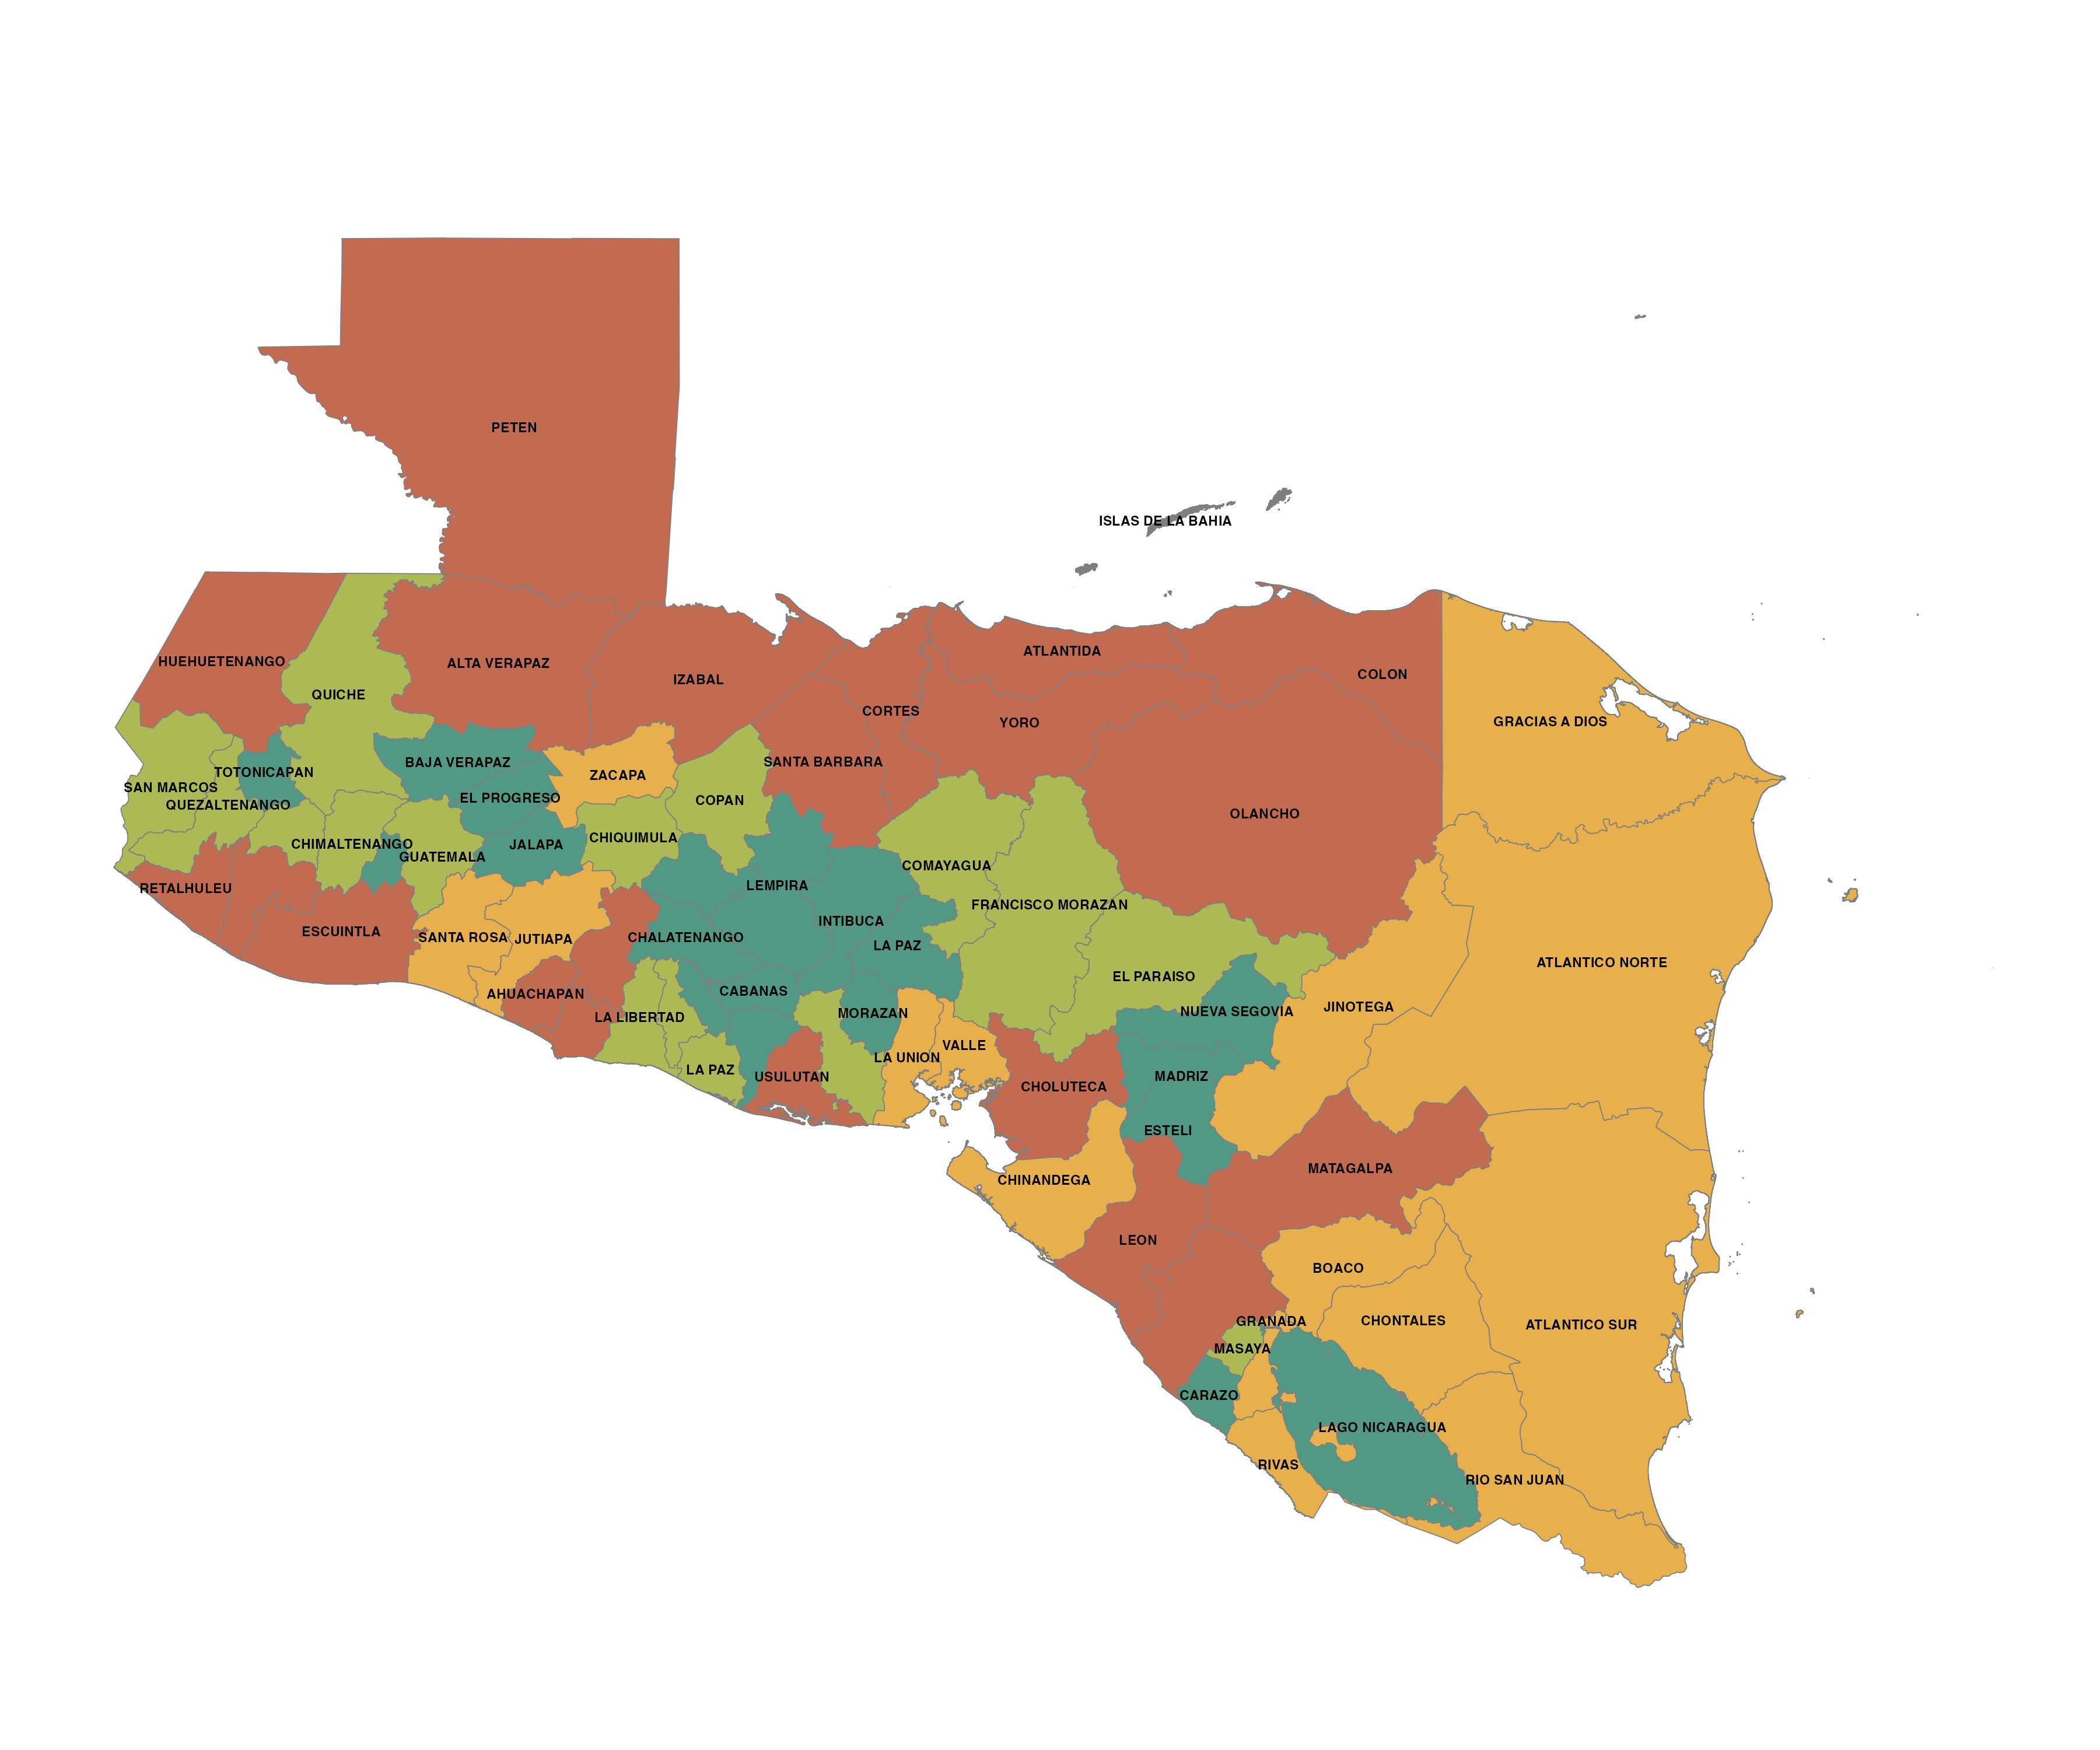 PETEN
ISLAS DE LA BAHIA
HUEHUETENANGO
ALTA VERAPAZ
ATLANTIDA
QUICHE
IZABAL
COLON
CORTES
YORO
GRACIAS A DIOS
BAJA VERAPAZ
SANTA BARBARA
TOTONICAPAN
ZACAPA
SAN MARCOS
EL PROGRESO
COPAN
QUEZALTENANGO
OLANCHO
CHIMALTENANGO
JALAPA
CHIQUIMULA
GUATEMALA
COMAYAGUA
RETALHULEU
LEMPIRA
FRANCISCO MORAZAN
ESCUINTLA
INTIBUCA
SANTA ROSA
JUTIAPA
CHALATENANGO
LA PAZ
ATLANTICO NORTE
EL PARAISO
AHUACHAPAN
CABANAS
LA LIBERTAD
MORAZAN
NUEVA SEGOVIA
JINOTEGA
LA UNION
VALLE
LA PAZ
USULUTAN
CHOLUTECA
MADRIZ
ESTELI
MATAGALPA
CHINANDEGA
LEON
BOACO
GRANADA
CHONTALES
ATLANTICO SUR
MASAYA
CARAZO
LAGO NICARAGUA
RIVAS
RIO SAN JUAN